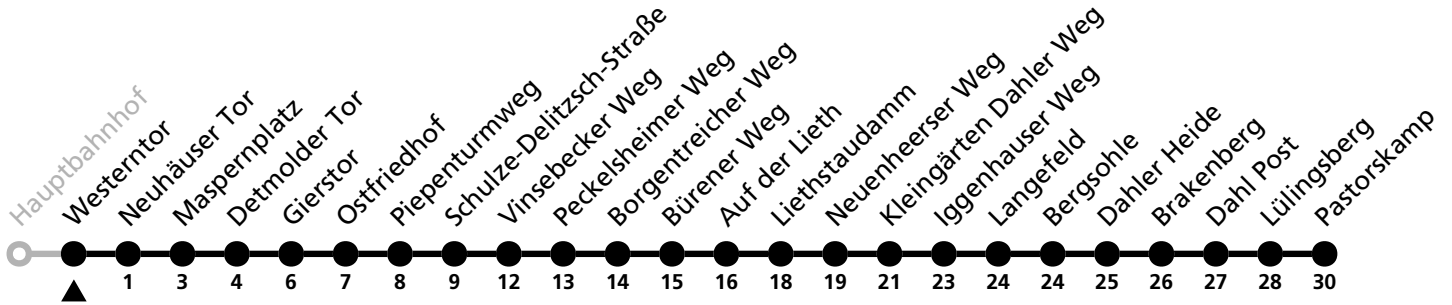 Hauptbahnhof
Westerntor
Neuhäuser Tor
Maspernplatz
Detmolder Tor
Gierstor
Ostfriedhof
Piepenturmweg
Schulze-Delitzsch-Straße
Vinsebecker Weg
Peckelsheimer Weg
Borgentreicher Weg
Bürener Weg
Auf der Lieth
Liethstaudamm
Neuenheerser Weg
Kleingärten Dahler Weg
Iggenhauser Weg
Langefeld
Bergsohle
Dahler Heide
Brakenberg
Dahl Post
Lülingsberg
Pastorskamp
1 3 4 6 7 8 9 12 13 14 15 16 18 19 21 23 24 24 25 26 27 28 30